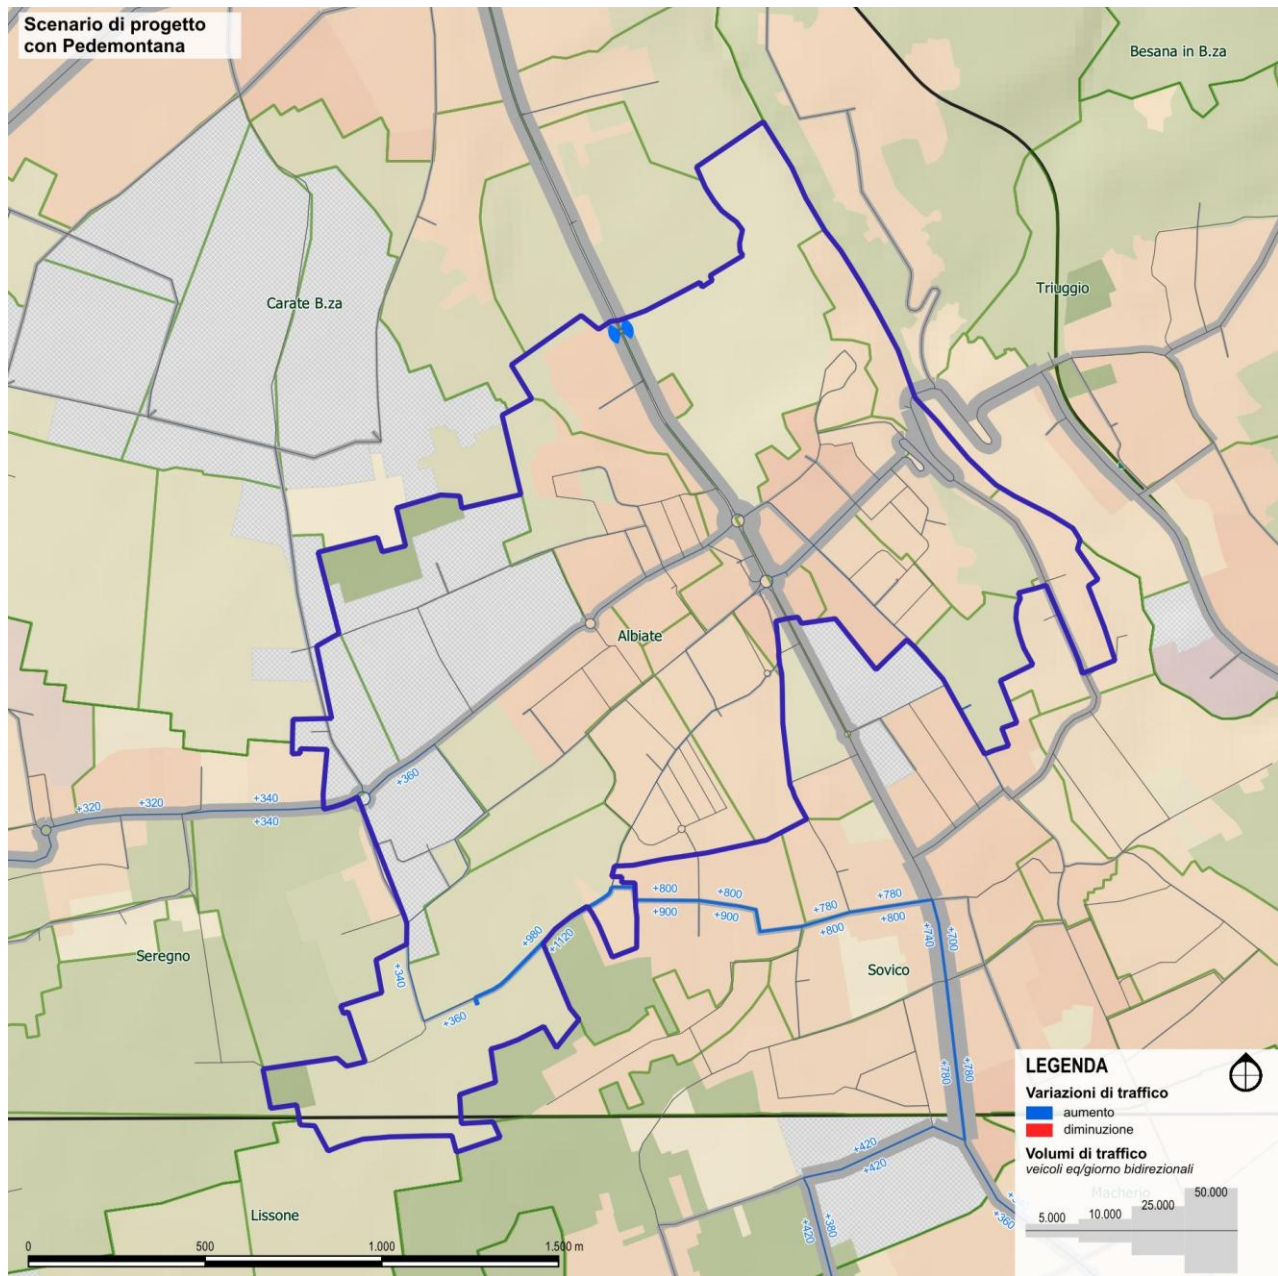 Scenario di progetto
con Pedemontana
Besana in B.za
Triuggio
Carate B.za
Albiate
+360
+340
+320
+320
+340
+800
+800
+780
+780
+900
+900
+800
+800
+980
+1120
+740
+700
Seregno
Sovico
+340
+360
+780
+780
+420
+420
+420
+380
+360
Lissone
LEGENDA
Variazioni di traffico
aumento
diminuzione
Volumi di traffico
veicoli eq/giorno bidirezionali
Macherio
5.000
10.000
25.000
50.000
0
500
1.000
1.500 m